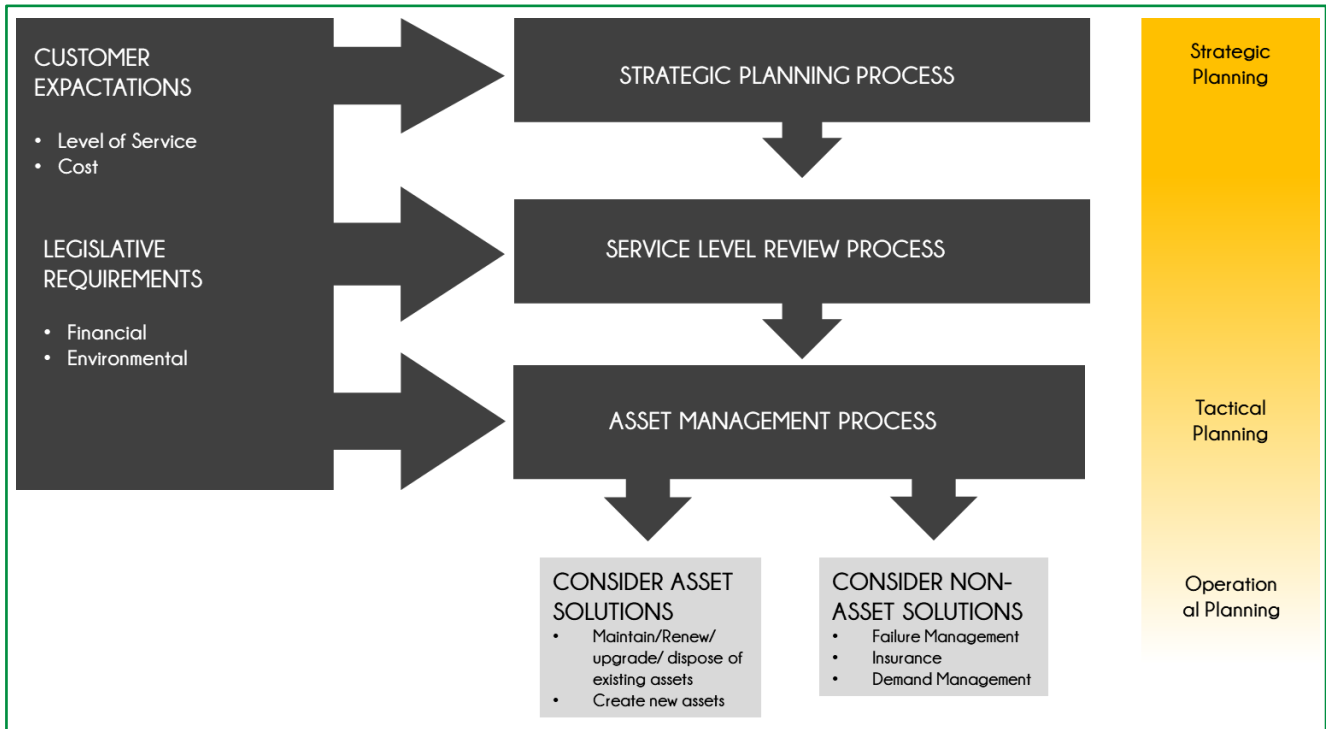 CUSTOMER
EXPACTATIONS
• Level of Service
• Cost
LEGISLATIVE
REQUIREMENTS
• Financial
• Environmental
STRATEGIC PLANNING PROCESS
SERVICE LEVEL REVIEW PROCESS
ASSET MANAGEMENT PROCESS
CONSIDER ASSET
SOLUTIONS
• Maintain/Renew/
upgrade/ dispose of
existing assets
• Create new assets
CONSIDER NON-
ASSET SOLUTIONS
• Failure Management
• Insurance
• Demand Management
Strategic
Planning
Tactical
Planning
Operation
al Planning